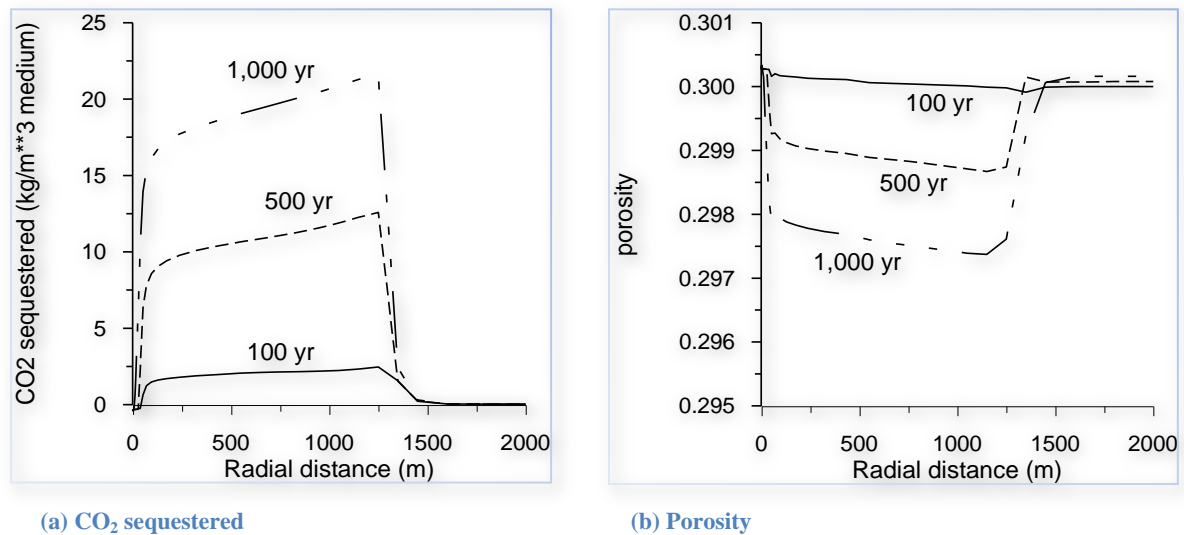 25
20
15
10
5
0
CO2 sequestered (kg/m**3 medium)
1,000 yr
500 yr
100 yr
0 500 1000 1500 2000
Radial distance (m)
(a) CO₂ sequestered
0.301
0.300
0.299
0.298
0.297
0.296
0.295
porosity
100 yr
500 yr
1,000 yr
0 500 1000 1500 2000
Radial distance (m)
(b) Porosity